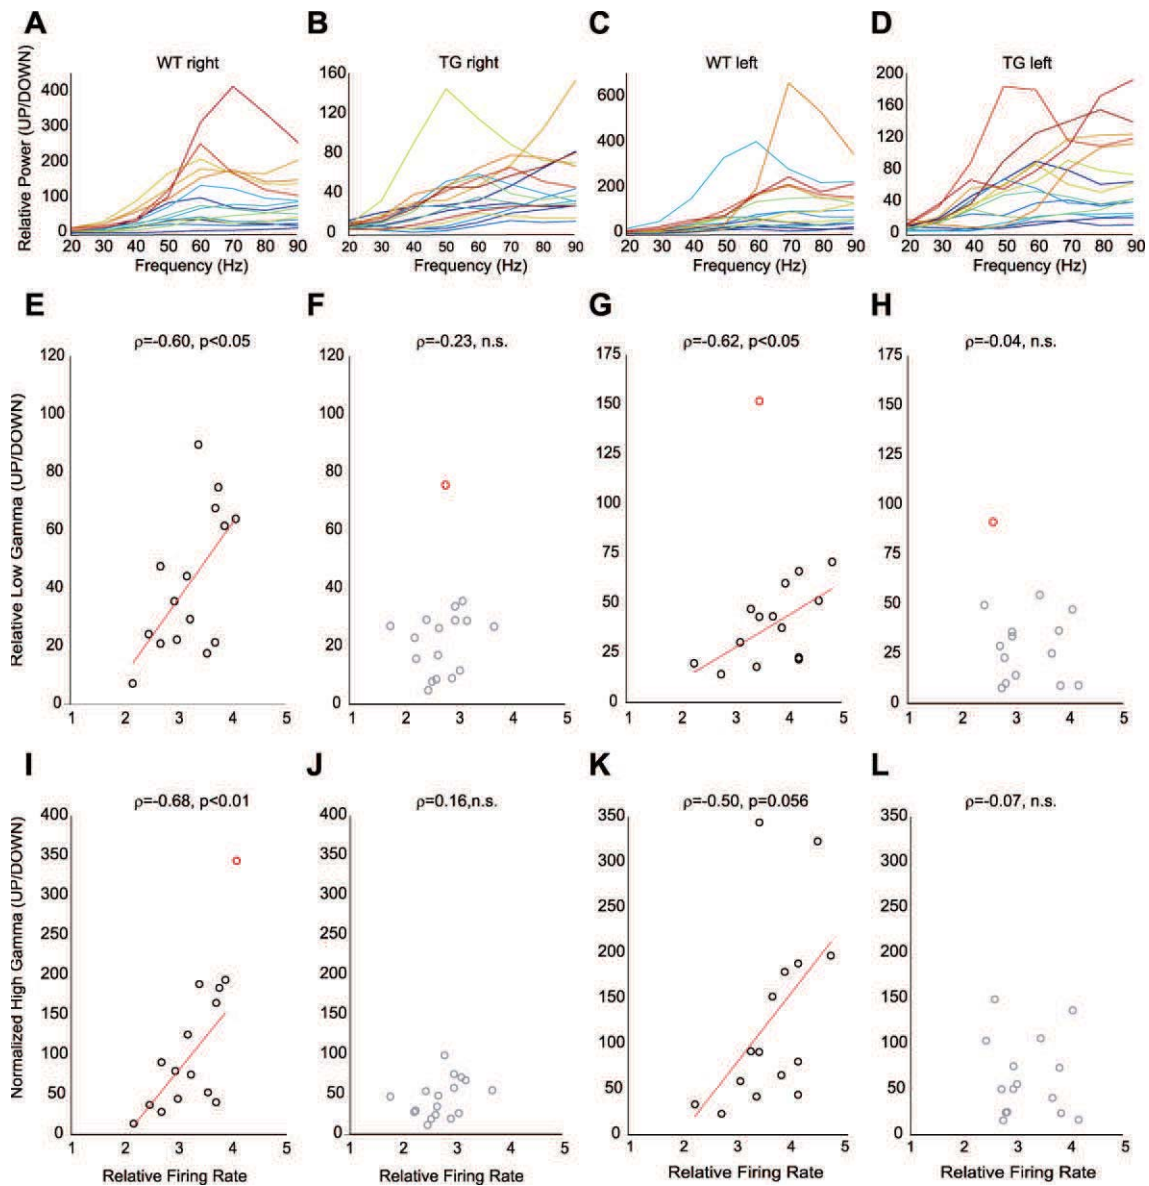 A B C D
WT right TG right WT left TG left
Relative Power (UP/DOWN)
400 160 600 200
300 120 400 160
200 80 200 120
100 40 0 80
0 0 40
0
20 30 40 50 60 70 80 90 20 30 40 50 60 70 80 90 20 30 40 50 60 70 80 90 20 30 40 50 60 70 80 90
Frequency (Hz) Frequency (Hz) Frequency (Hz) Frequency (Hz)
E F G H
ρ=-0.60, p<0.05 ρ=-0.23, n.s. ρ=-0.62, p<0.05 ρ=-0.04, n.s.
Relative Low Gamma (UP/DOWN)
120 120 175 175
100 100 150 150
80 80 125 125
60 60 100 100
40 40 75 75
20 20 50 50
0 0 25 25
0 0
1 2 3 4 5 1 2 3 4 5 1 2 3 4 5 1 2 3 4 5
I J K L
ρ=-0.68, p<0.01 ρ=0.16,n.s. ρ=-0.50, p=0.056 ρ=-0.07, n.s.
Normalized High Gamma (UP/DOWN)
400 400 350 350
350 350 300 300
300 300 250 250
250 250 200 200
200 200 150 150
150 150 100 100
100 100 50 50
50 50 0 0
0 0
1 2 3 4 5 1 2 3 4 5 1 2 3 4 5 1 2 3 4 5
Relative Firing Rate Relative Firing Rate Relative Firing Rate Relative Firing Rate